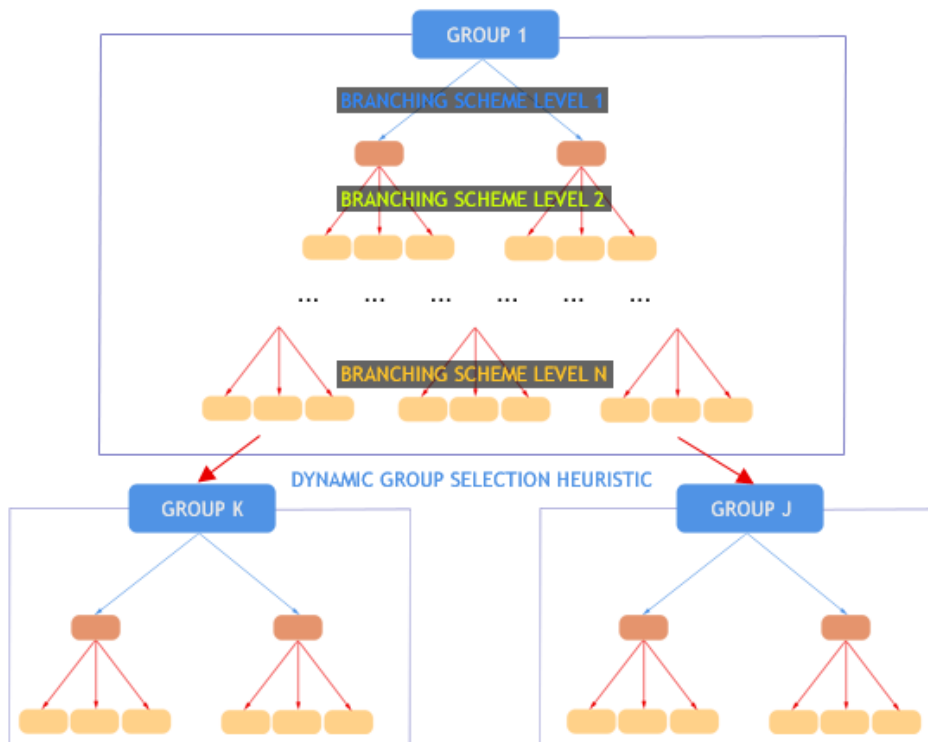 GROUP 1
BRANCHING SCHEME LEVEL 1
BRANCHING SCHEME LEVEL 2
... ... ... ... ... ...
BRANCHING SCHEME LEVEL N
DYNAMIC GROUP SELECTION HEURISTIC
GROUP K
GROUP J